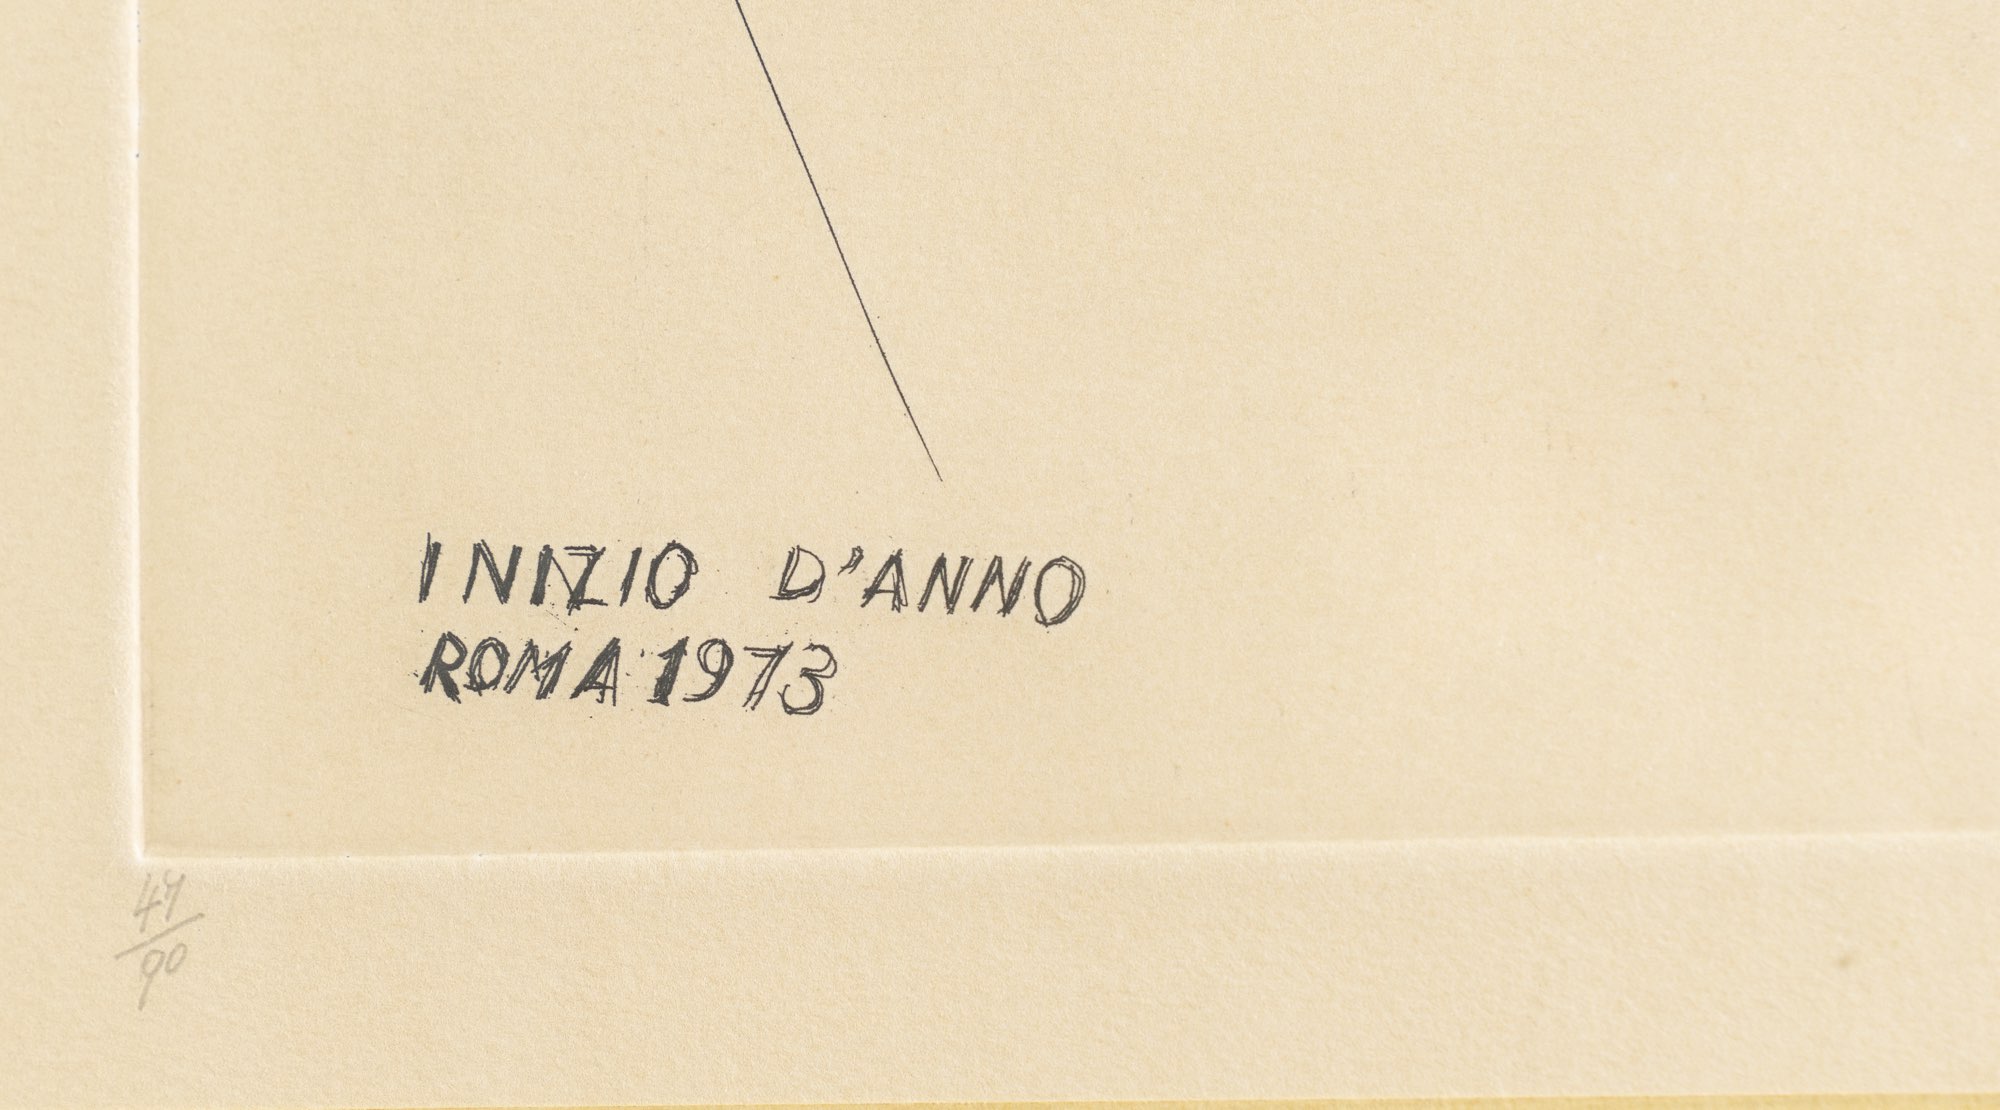 INIZIO D'ANNO
ROMA 1973
47
90